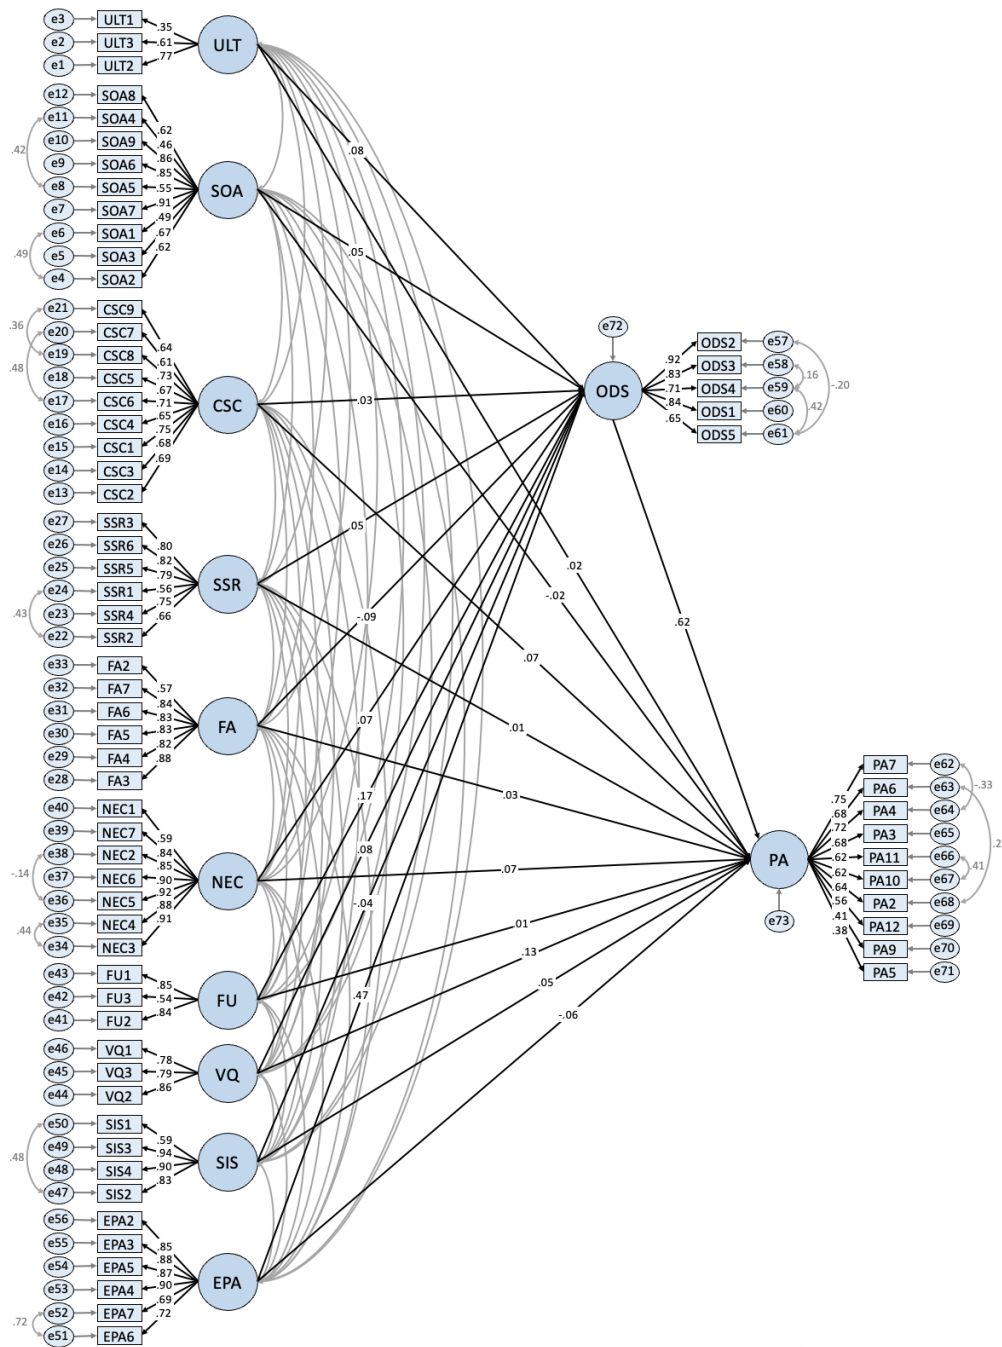 e3 ULT1 .35
e2 ULT3 .61
e1 ULT2 .77
ULT
e12 SOA8 .62
e11 SOA4 .46
e10 SOA9 .86
e9 SOA6 .85
e8 SOA5 .55
e7 SOA7 .91
e6 SOA1 .49
e5 SOA3 .67
e4 SOA2 .62
.42
.49
SOA
e21 CSC9 .64
e20 CSC7 .61
e19 CSC8 .73
e18 CSC5 .67
e17 CSC6 .71
e16 CSC4 .65
e15 CSC1 .75
e14 CSC3 .68
e13 CSC2 .69
.36
.48
CSC
e27 SSR3 .80
e26 SSR6 .82
e25 SSR5 .79
e24 SSR1 .56
e23 SSR4 .75
e22 SSR2 .66
.43
SSR
e33 FA2 .57
e32 FA7 .84
e31 FA6 .83
e30 FA5 .83
e29 FA4 .82
e28 FA3 .88
FA
e40 NEC1 .59
e39 NEC7 .84
e38 NEC2 .85
e37 NEC6 .90
e36 NEC5 .92
e35 NEC4 .88
e34 NEC3 .91
-.14
.44
NEC
e43 FU1 .85
e42 FU3 .54
e41 FU2 .84
FU
e46 VQ1 .78
e45 VQ3 .79
e44 VQ2 .86
VQ
e50 SIS1 .59
e49 SIS3 .94
e48 SIS4 .90
e47 SIS2 .83
.48
SIS
e56 EPA2 .85
e55 EPA3 .88
e54 EPA5 .87
e53 EPA4 .90
e52 EPA7 .69
e51 EPA6 .72
.72
EPA
.08
.05
.03
.05
-.09
.07
.17
.08
-.04
.47
.02
-.02
.07
.01
.03
.07
.01
.13
.05
-.06
.62
e72
ODS
.92 ODS2 e57
.83 ODS3 e58
.71 ODS4 e59
.84 ODS1 e60
.65 ODS5 e61
.16
.42
-.20
PA
e73
.75 PA7 e62
.68 PA6 e63
.72 PA4 e64
.68 PA3 e65
.62 PA11 e66
.62 PA10 e67
.64 PA2 e68
.56 PA12 e69
.41 PA9 e70
.38 PA5 e71
-.33
.41
.2